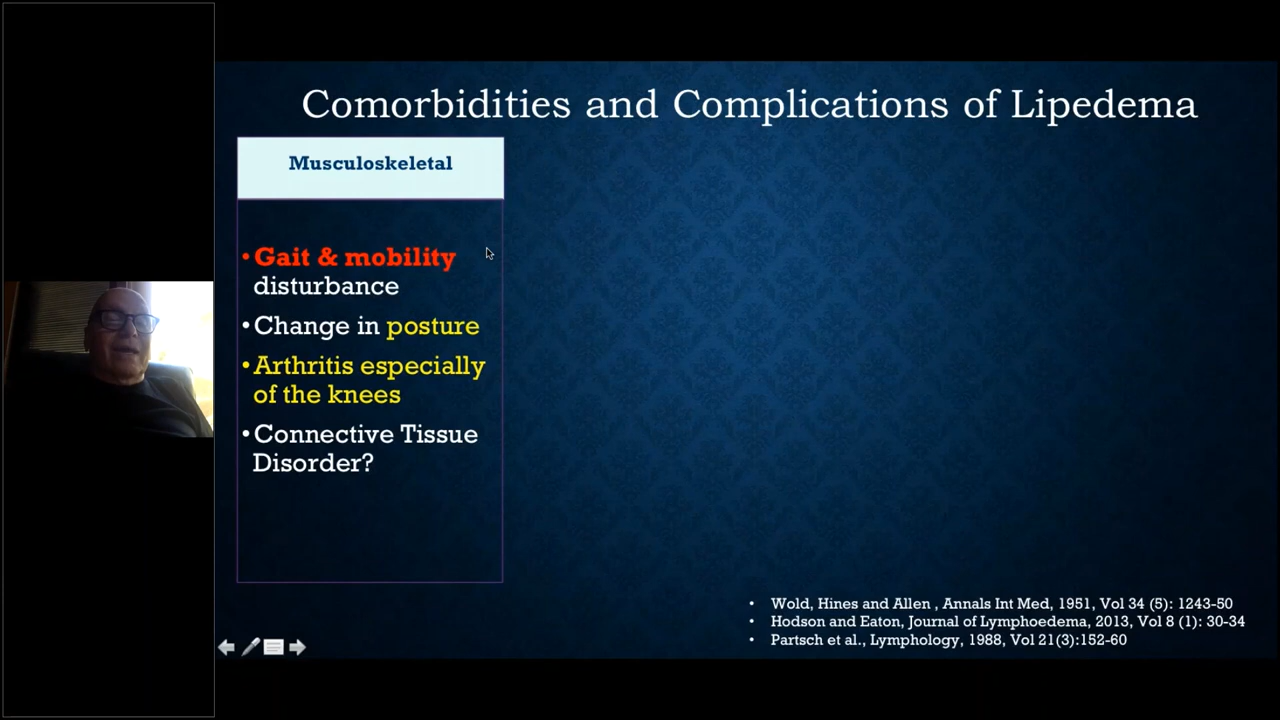 Comorbidities and Complications of Lipedema
Musculoskeletal
•Gait & mobility
disturbance
•Change in posture
•Arthritis especially
of the knees
•Connective Tissue
Disorder?
• Wold, Hines and Allen , Annals Int Med, 1951, Vol 34 (5): 1243-50
• Hodson and Eaton, Journal of Lymphoedema, 2013, Vol 8 (1): 30-34
• Partsch et al., Lymphology, 1988, Vol 21(3):152-60